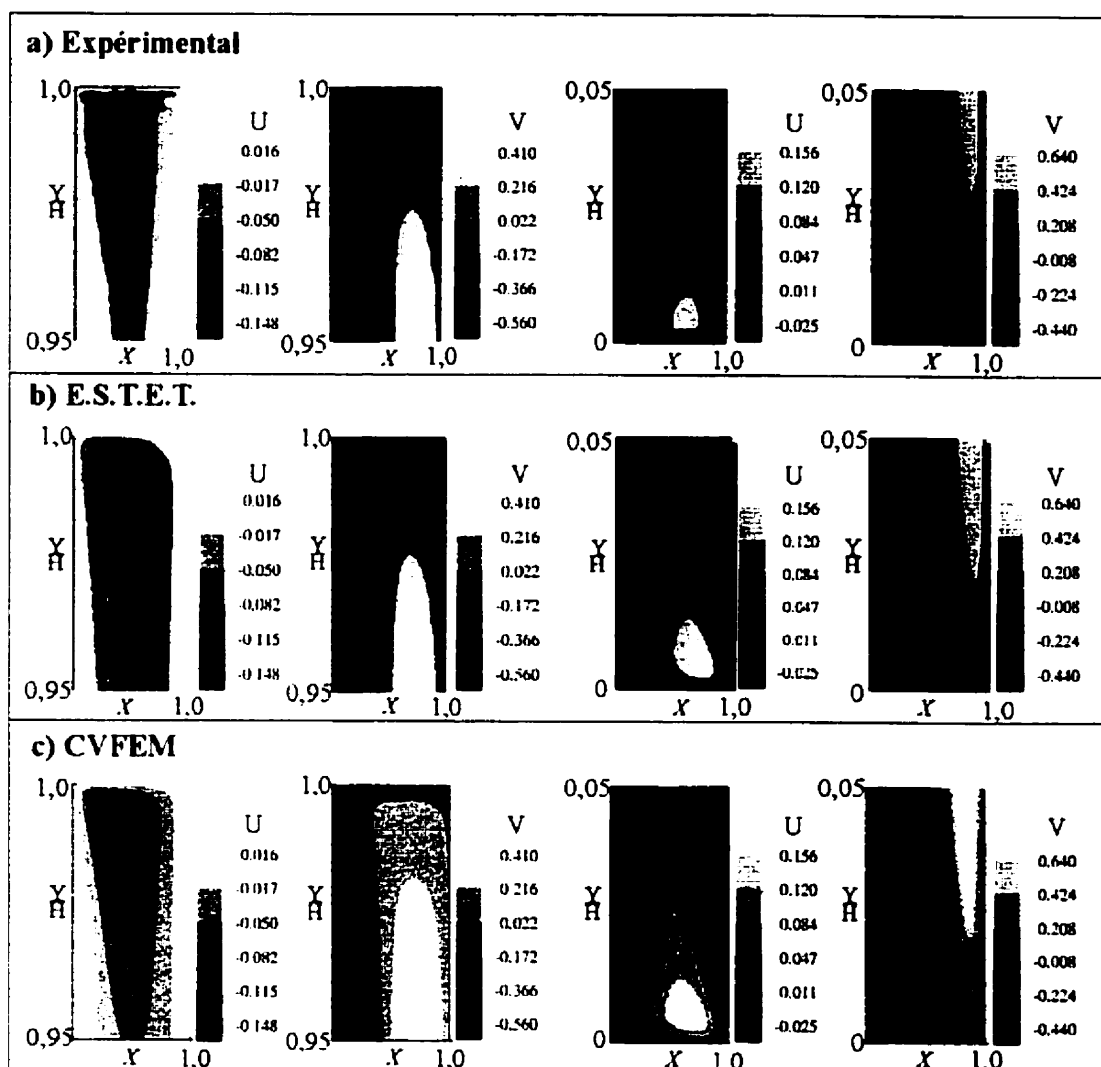 a) Expérimental
1,0
Y
H
0,95
X
1,0
U
0.016
-0.017
-0.050
-0.082
-0.115
-0.148
1,0
Y
H
0,95
X
1,0
V
0.410
0.216
0.022
-0.172
-0.366
-0.560
0,05
Y
H
0
X
1,0
U
0.156
0.120
0.084
0.047
0.011
-0.025
0,05
Y
H
0
X
1,0
V
0.640
0.424
0.208
-0.008
-0.224
-0.440
b) E.S.T.E.T.
1,0
Y
H
0,95
X
1,0
U
0.016
-0.017
-0.050
-0.082
-0.115
-0.148
1,0
Y
H
0,95
X
1,0
V
0.410
0.216
0.022
-0.172
-0.366
-0.560
0,05
Y
H
0
X
1,0
U
0.156
0.120
0.084
0.047
0.011
-0.025
0,05
Y
H
0
X
1,0
V
0.640
0.424
0.208
-0.008
-0.224
-0.440
c) CVFEM
1,0
Y
H
0,95
X
1,0
U
0.016
-0.017
-0.050
-0.082
-0.115
-0.148
1,0
Y
H
0,95
X
1,0
V
0.410
0.216
0.022
-0.172
-0.366
-0.560
0,05
Y
H
0
X
1,0
U
0.156
0.120
0.084
0.047
0.011
-0.025
0,05
Y
H
0
X
1,0
V
0.640
0.424
0.208
-0.008
-0.224
-0.440